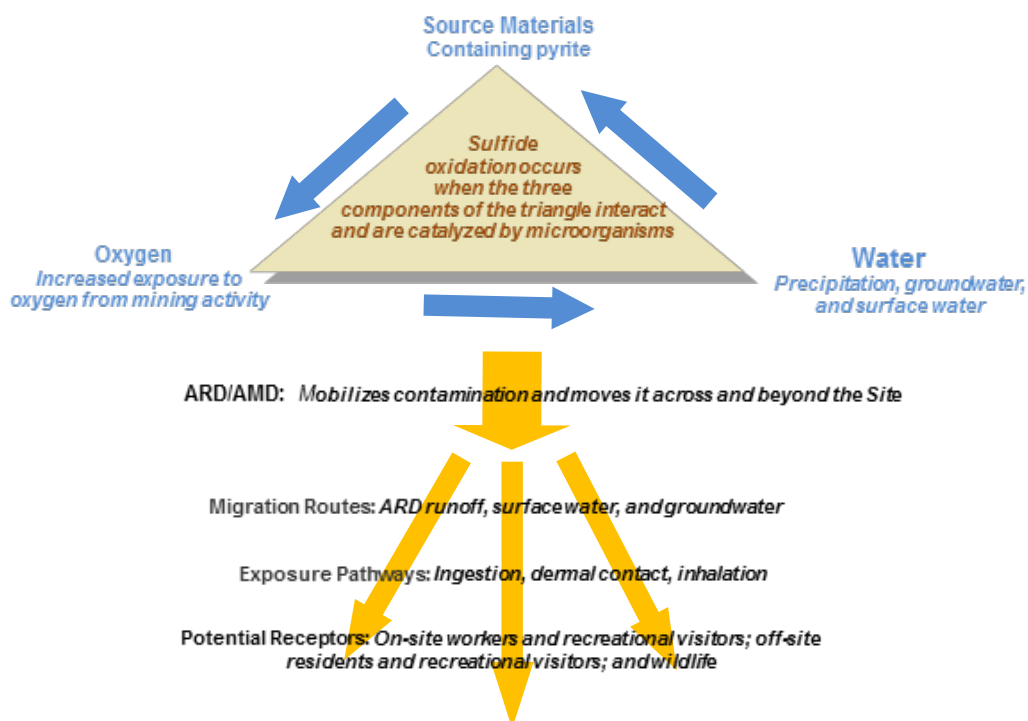 Source Materials
Containing pyrite
Sulfide
oxidation occurs
when the three
components of the triangle interact
and are catalyzed by microorganisms
Oxygen
Increased exposure to
oxygen from mining activity
Water
Precipitation, groundwater,
and surface water
ARD/AMD: Mobilizes contamination and moves it across and beyond the Site
Migration Routes: ARD runoff, surface water, and groundwater
Exposure Pathways: Ingestion, dermal contact, inhalation
Potential Receptors: On-site workers and recreational visitors; off-site
residents and recreational visitors; and wildlife